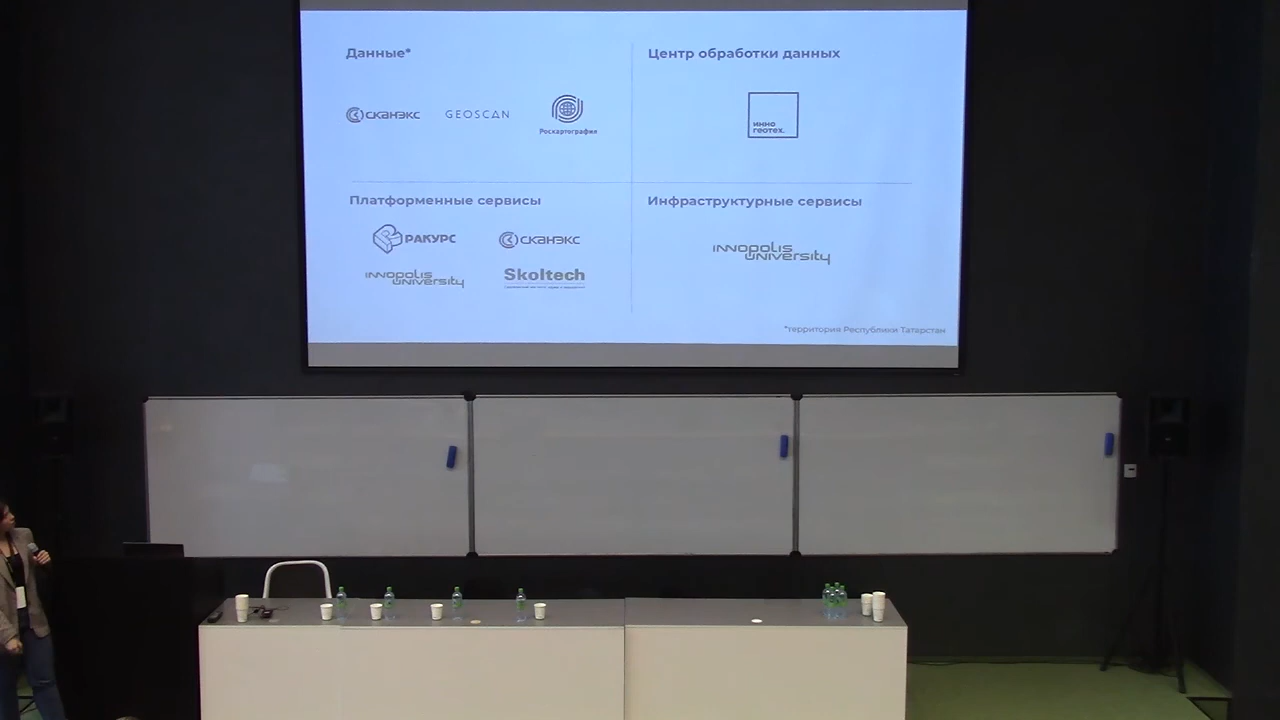 Данные*
Центр обработки данных
СКАНЭКС
GEOSCAN
Роскартография
инно
геотех.
Платформенные сервисы
Инфраструктурные сервисы
РАКУРС
СКАНЭКС
INNOPOLIS
UNIVERSITY
Skoltech
INNOPOLIS
UNIVERSITY
*территория Республики Татарстан